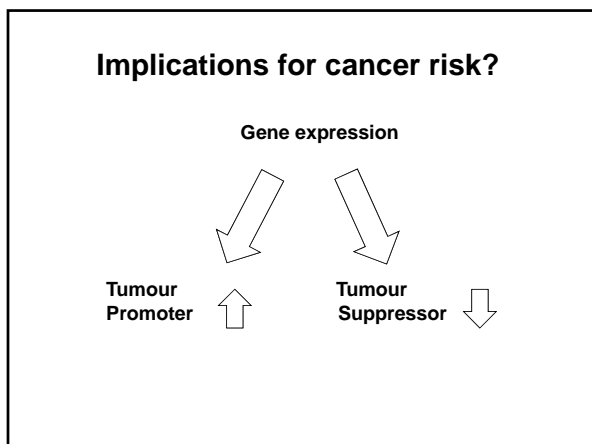 Implications for cancer risk?
Gene expression
Tumour
Promoter
Tumour
Suppressor